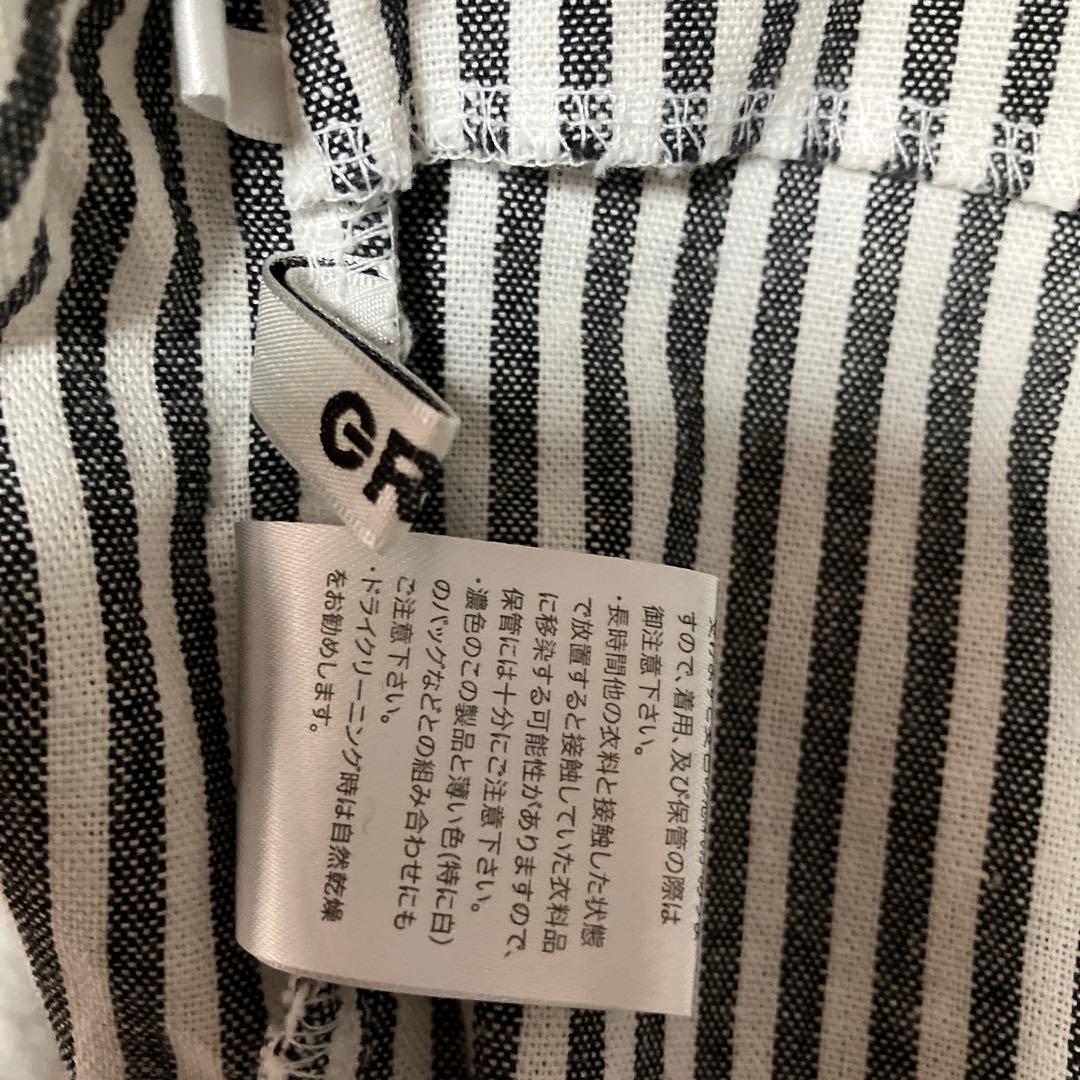 GR
すので、着用、及び保管の際は
御注意下さい。
・長時間他の衣料と接触した状態
で放置すると接触していた衣料品
に移染する可能性がありますので、
保管には十分にご注意下さい。
・濃色のこの製品と薄い色(特に白)
のバッグなどとの組み合わせにも
ご注意下さい。
・ドライクリーニング時は自然乾燥
をお勧めします。